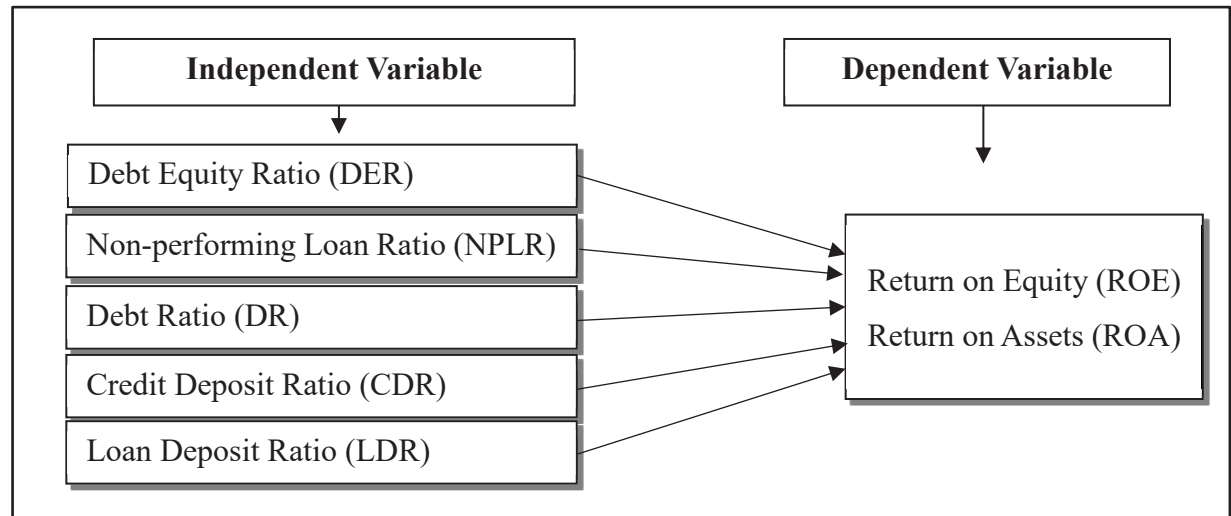 Independent Variable
Dependent Variable
Debt Equity Ratio (DER)
Non-performing Loan Ratio (NPLR)
Debt Ratio (DR)
Credit Deposit Ratio (CDR)
Loan Deposit Ratio (LDR)
Return on Equity (ROE)
Return on Assets (ROA)